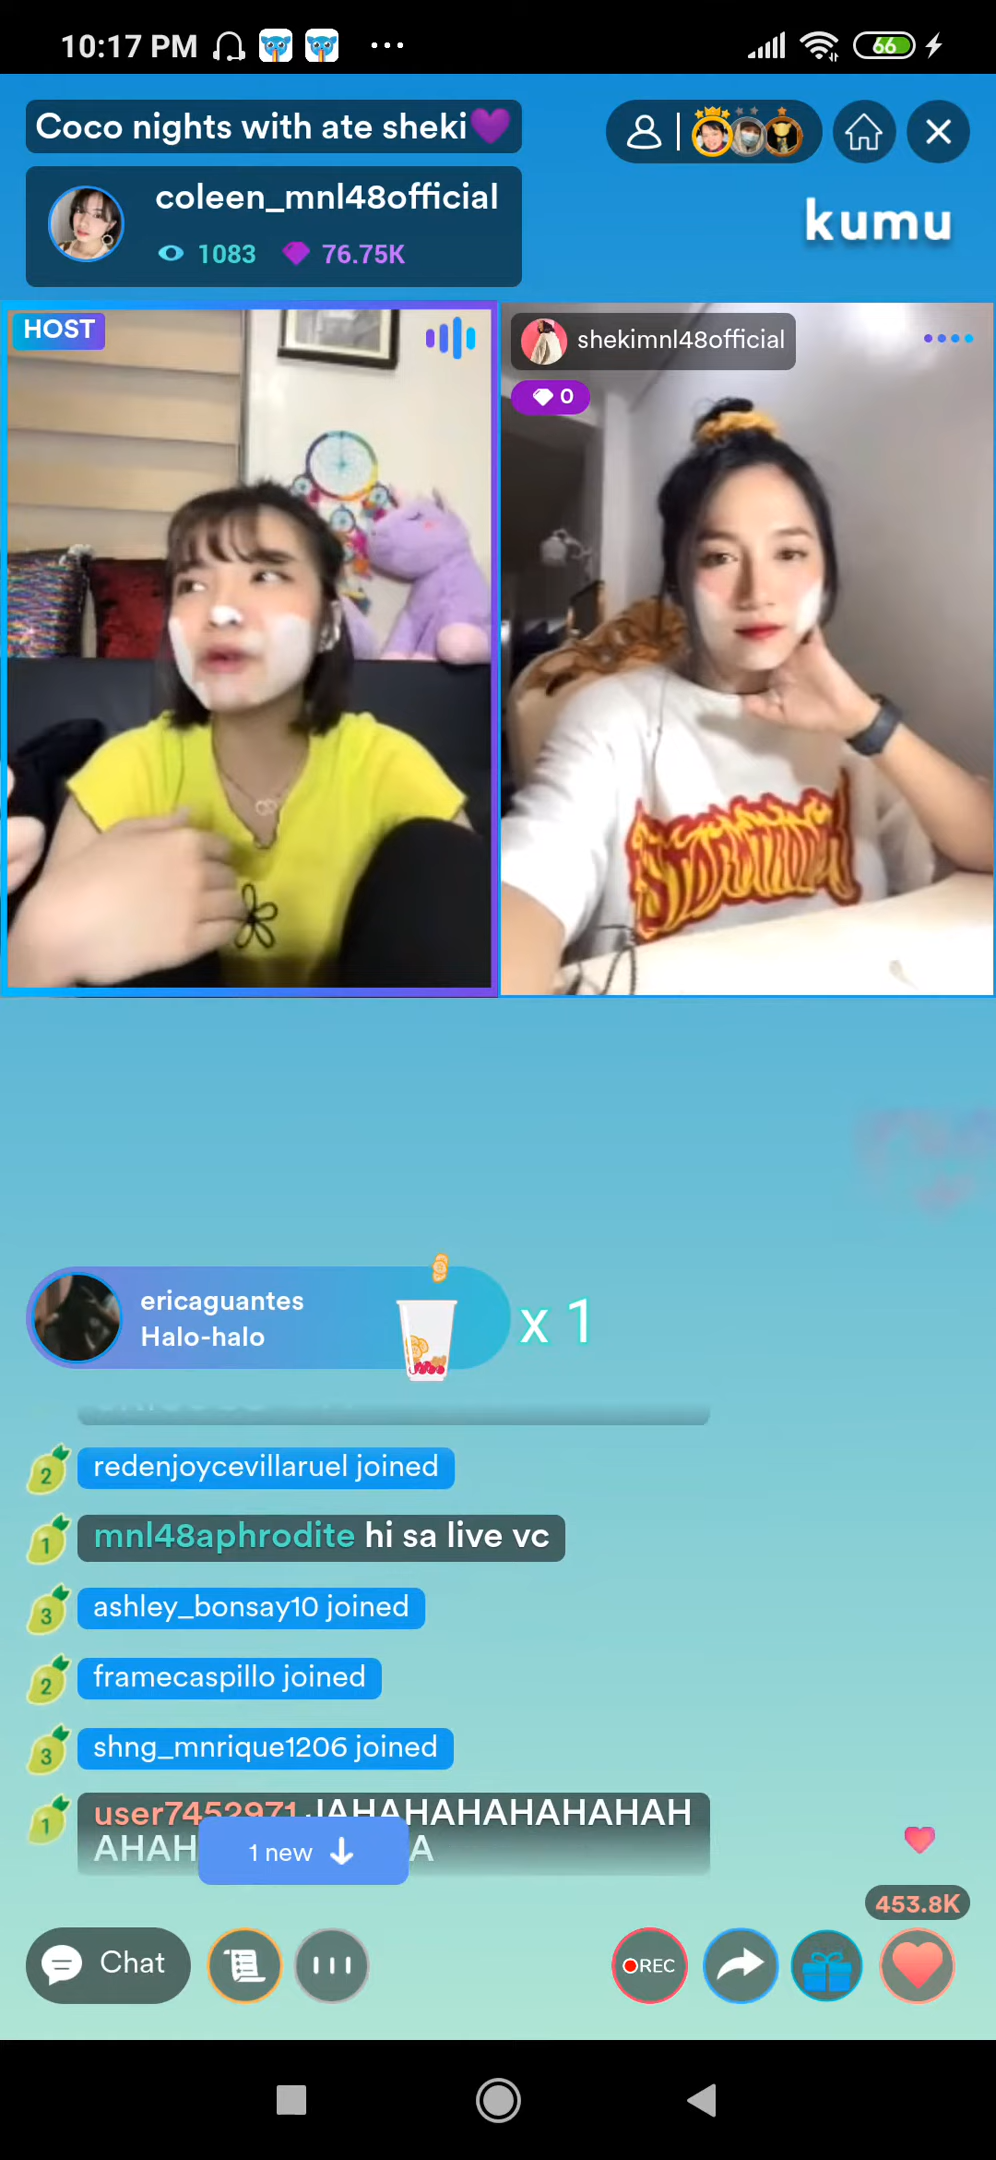 10:17 PM
66
Coco nights with ate sheki💜
coleen_mnl48official
1083 76.75K
kumu
HOST
shekimnl48official
0
ericaguantes
Halo-halo
x 1
2 redenjoycevillaruel joined
1 mnl48aphrodite hi sa live vc
3 ashley_bonsay10 joined
2 framecaspillo joined
3 shng_mnrique1206 joined
1 user7452971 JAHAHAHAHAHAHAH
1 new
453.8K
Chat
REC